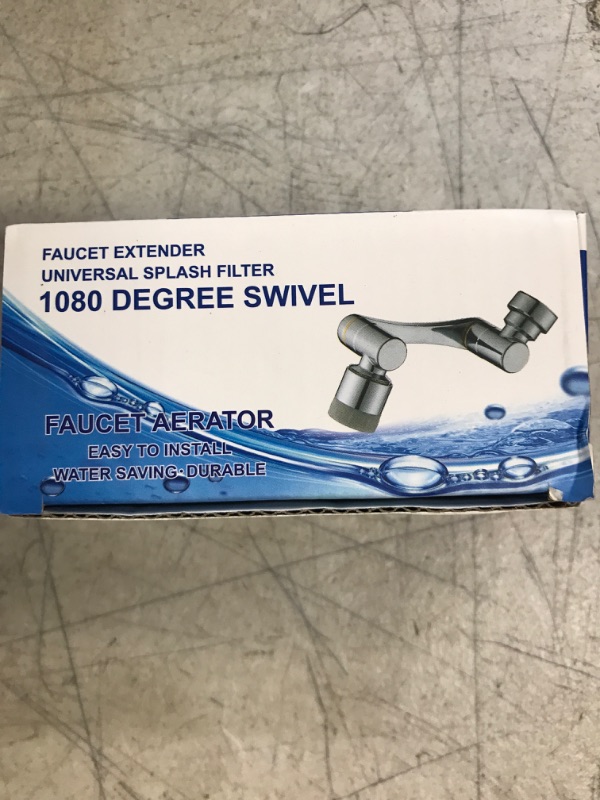 FAUCET EXTENDER
UNIVERSAL SPLASH FILTER
1080 DEGREE SWIVEL
FAUCET AERATOR
EASY TO INSTALL
WATER SAVING·DURABLE